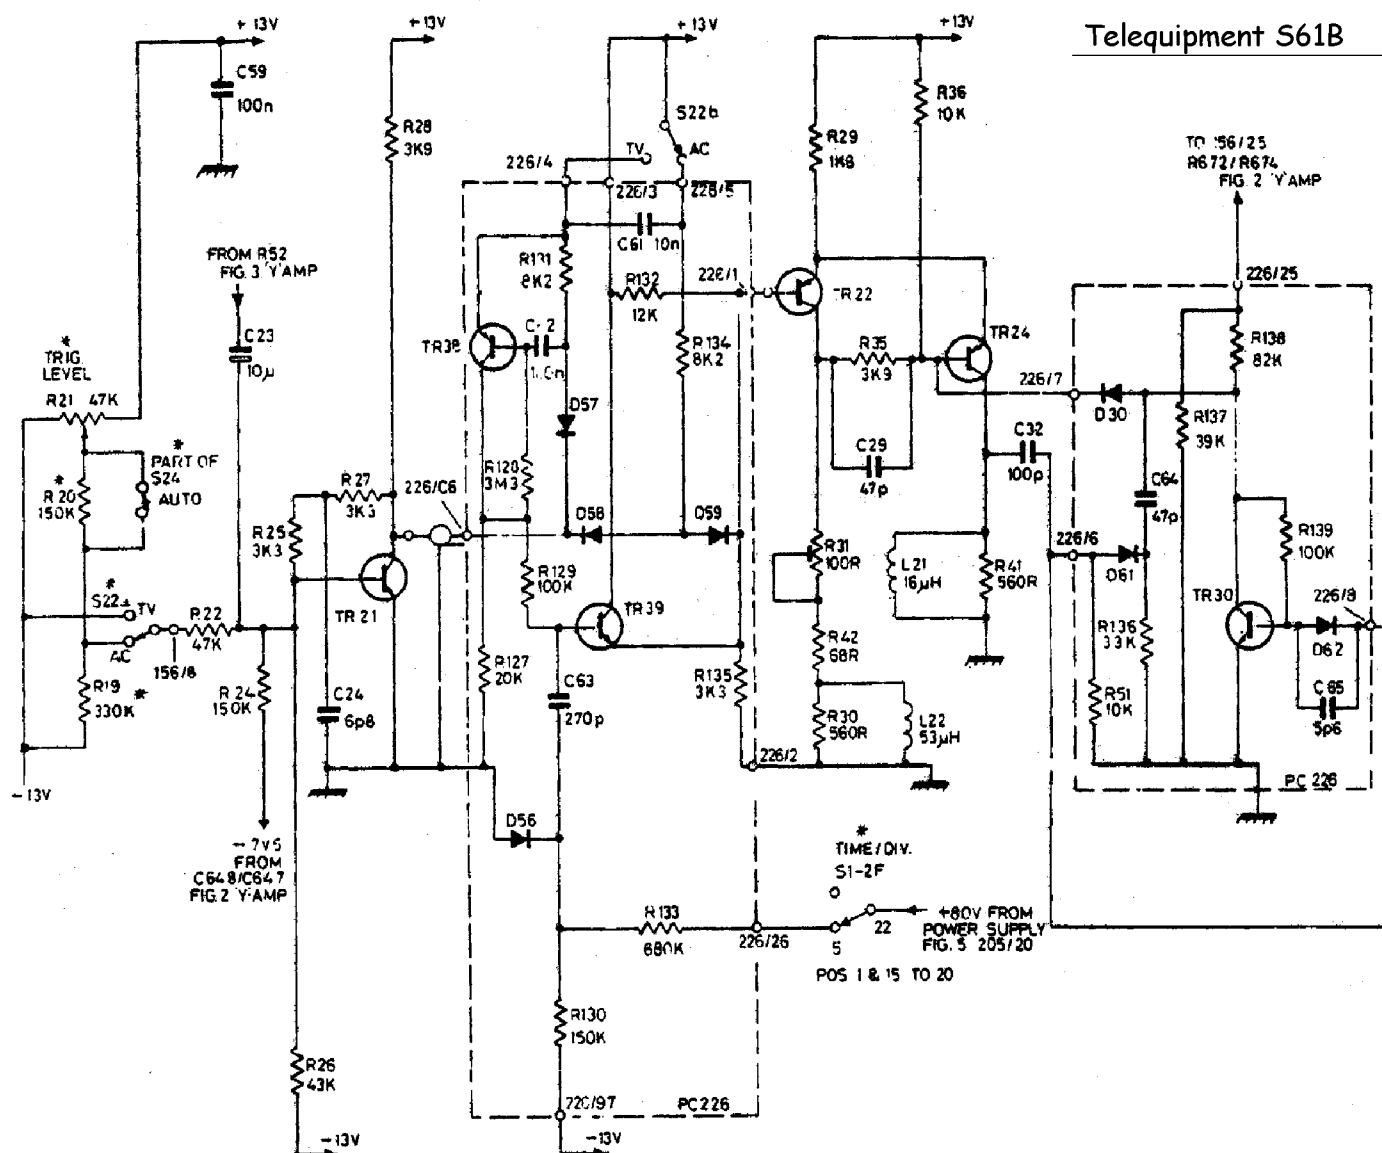 Telequipment S61B
+ 13V
C59
100n
+ 13V
R28
3K9
+ 13V
S22b
TV
AC
226/4
226/3
226/5
+13V
R36
10K
R29
1K8
TO 156/25
R672/R674
FIG. 2 'Y' AMP
226/25
FROM R52
FIG. 3 'Y' AMP
C23
10µ
*
TRIG.
LEVEL
R21 47K
*
PART OF
S24
AUTO
*
R20
150K
*
S22a
TV
AC
156/8
R22
47K
R19
330K
*
-13V
R24
150K
-7V5
FROM
C648/C647
FIG. 2 'Y' AMP
R25
3K3
R27
3K3
226/C6
TR21
C24
6p8
R26
43K
-13V
C61 10n
R131
8K2
R132
12K
226/1
TR38
R134
8K2
D57
R128
3M3
D58
D59
R129
100K
TR39
R127
20K
C63
270p
R135
3K3
226/2
D56
R133
680K
226/26
R130
150K
PC226
-13V
TR22
TR24
R35
3K9
C29
47p
C32
100p
R31
100R
L21
16µH
R41
560R
R42
68R
R30
560R
L22
53µH
*
TIME/DIV.
S1-2F
22
5
+80V FROM
POWER SUPPLY
FIG. 5 205/20
POS 1 & 15 TO 20
226/7
D30
R138
82K
R137
39K
C64
47p
226/6
D61
R139
100K
TR30
226/8
D62
R136
33K
C65
5p6
R51
10K
PC 226